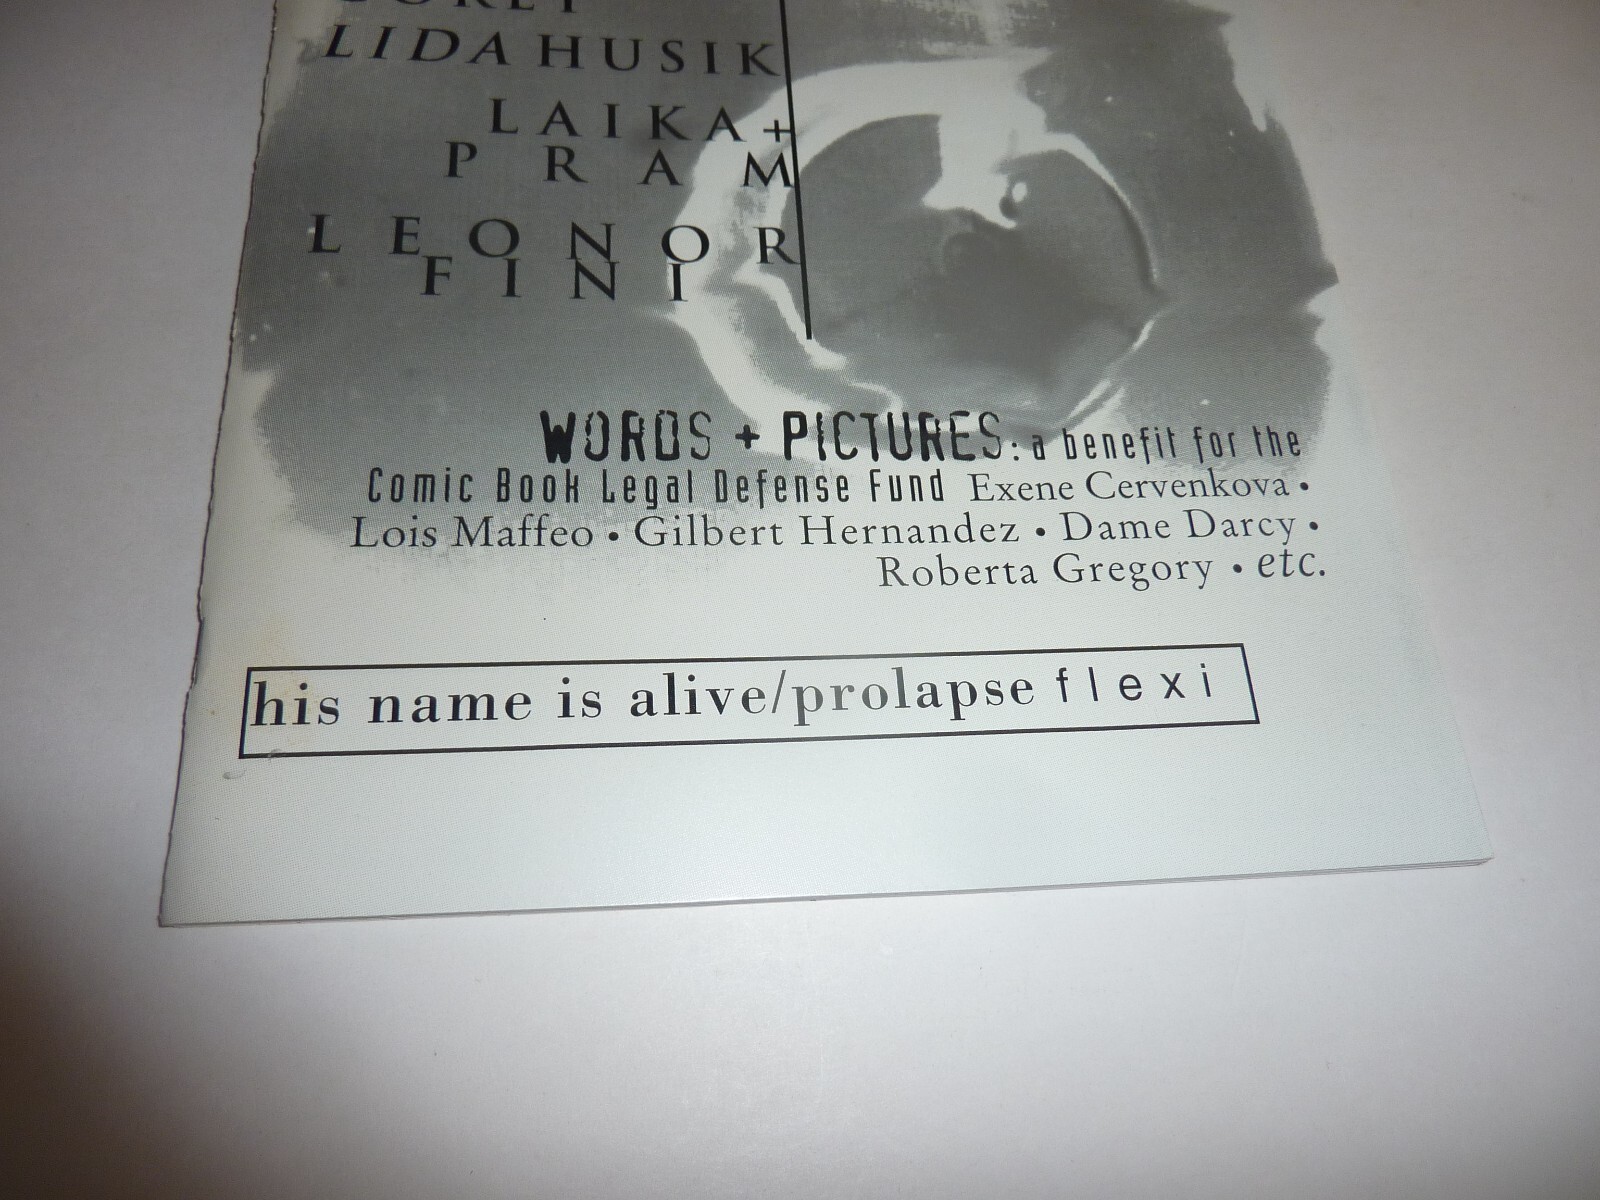 LIDA HUSIK
LAIKA +
PRAM
LEONOR
FINI
WORDS + PICTURES: a benefit for the
Comic Book Legal Defense Fund Exene Cervenkova •
Lois Maffeo • Gilbert Hernandez • Dame Darcy •
Roberta Gregory • etc.
his name is alive/prolapse flexi